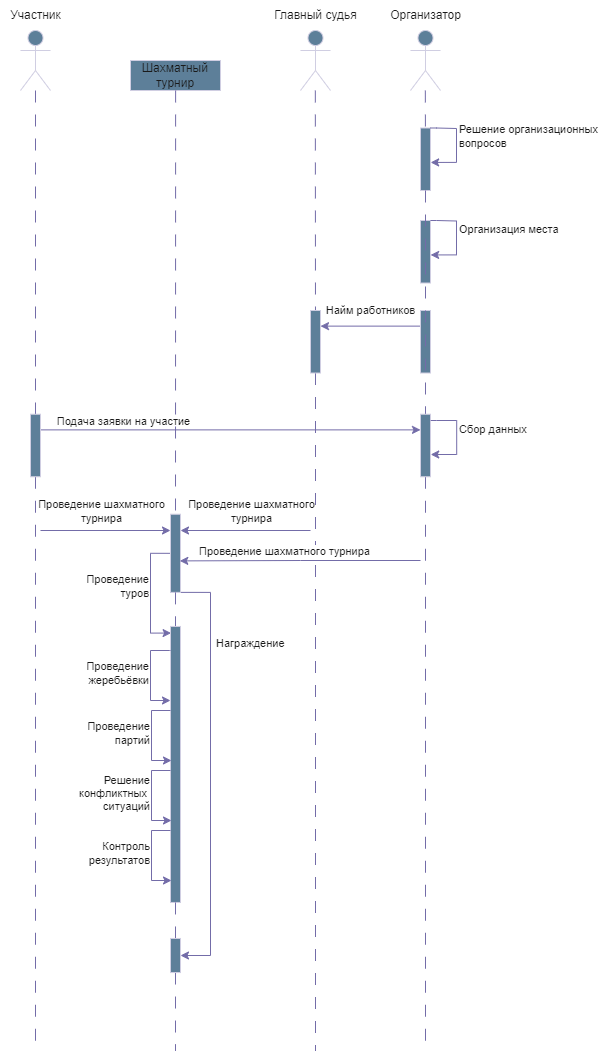 Участник
Главный судья
Организатор
Шахматный
турнир
Решение организационных
вопросов
Организация места
Найм работников
Подача заявки на участие
Сбор данных
Проведение шахматного
турнира
Проведение шахматного
турнира
Проведение шахматного турнира
Проведение
туров
Награждение
Проведение
жеребьёвки
Проведение
партий
Решение
конфликтных
ситуаций
Контроль
результатов